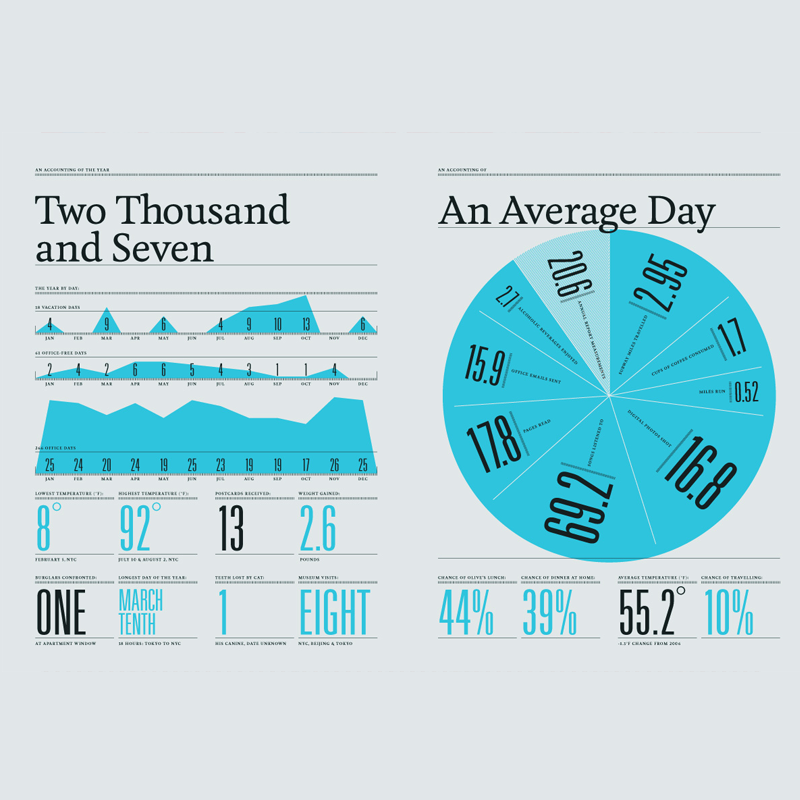 AN ACCOUNTING OF THE YEAR
Two Thousand
and Seven
THE YEAR BY DAY:
VACATION DAYS
4 9 6 4 9 10 13 6
JAN FEB MAR APR MAY JUN JUL AUG SEP OCT NOV DEC
OFFICE-FREE DAYS
2 4 2 6 6 5 4 3 1 1 4
JAN FEB MAR APR MAY JUN JUL AUG SEP OCT NOV DEC
OFFICE DAYS
25 24 20 24 19 25 23 19 19 17 26 25
JAN FEB MAR APR MAY JUN JUL AUG SEP OCT NOV DEC
LOWEST TEMPERATURE (°F):
8°
FEBRUARY 5, NYC
HIGHEST TEMPERATURE (°F):
92°
JULY 10 & AUGUST 2, NYC
POSTCARDS RECEIVED:
13
WEIGHT GAINED:
2.6
POUNDS
BURGLARS CONFRONTED:
ONE
AT APARTMENT WINDOW
LONGEST DAY OF THE YEAR:
MARCH
TENTH
38 HOURS: TOKYO TO NYC
TEETH LOST BY CAT:
1
HIS CANINE, DATE UNKNOWN
MUSEUM VISITS:
EIGHT
NYC, BEIJING & TOKYO
AN ACCOUNTING OF
An Average Day
20.6
ANNUAL REPORT MEASUREMENTS
2.95
SUBWAY MILES TRAVELLED
1.7
CUPS OF COFFEE CONSUMED
0.52
MILES RUN
16.8
DIGITAL PHOTOS SHOT
69.2
SONGS LISTENED TO
17.8
PAGES READ
15.9
OFFICE EMAILS SENT
2.7
ALCOHOLIC BEVERAGES ENJOYED
CHANCE OF OLIVE'S LUNCH:
44%
CHANCE OF DINNER AT HOME:
39%
AVERAGE TEMPERATURE (°F):
55.2°
-1.3°F CHANGE FROM 2006
CHANCE OF TRAVELLING:
10%